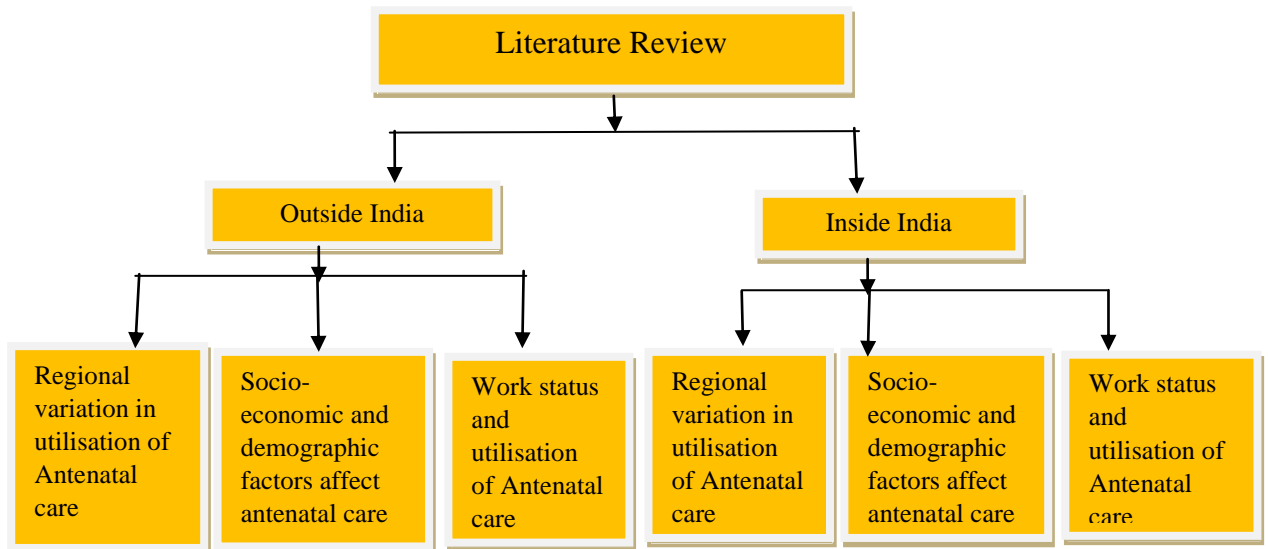 Literature Review
Outside India
Inside India
Regional
variation in
utilisation of
Antenatal
care
Socio-
economic and
demographic
factors affect
antenatal care
Work status
and
utilisation
of Antenatal
care
Regional
variation in
utilisation
of Antenatal
care
Socio-
economic and
demographic
factors affect
antenatal care
Work status
and
utilisation of
Antenatal
care